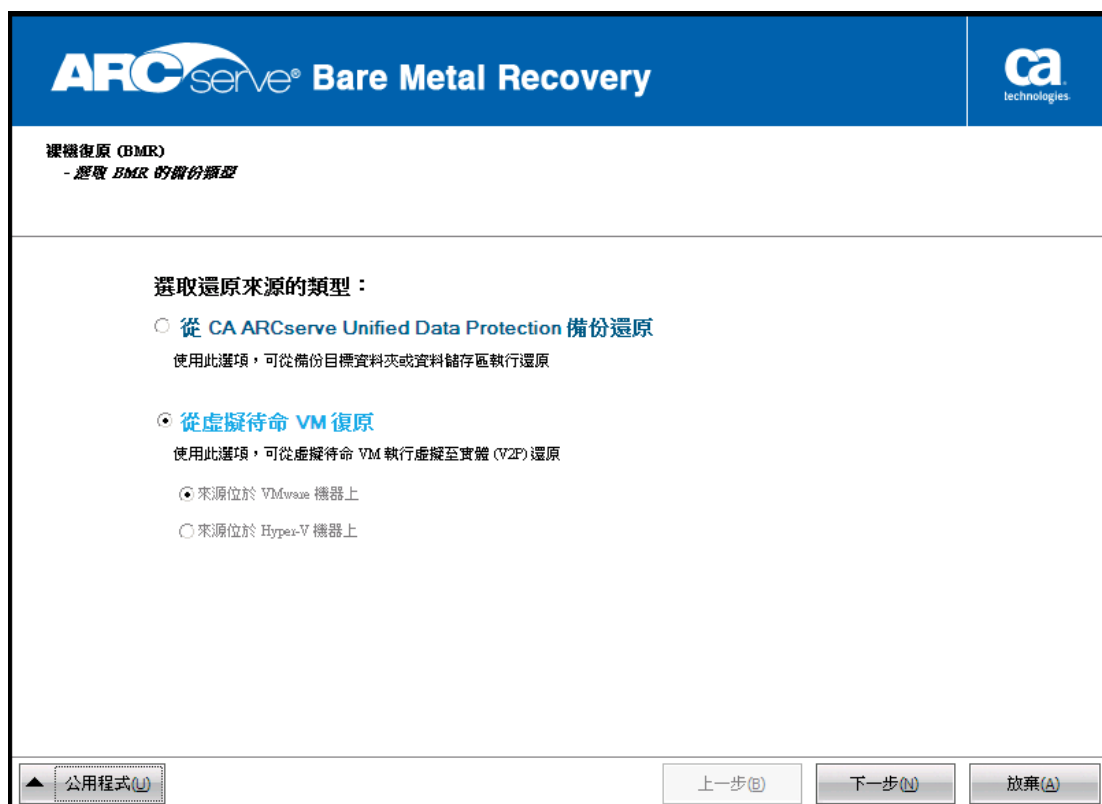 ARCserve® Bare Metal Recovery
ca
technologies
裸機復原 (BMR)
- 選取 BMR 的備份類型
選取還原來源的類型：
從 CA ARCserve Unified Data Protection 備份還原
使用此選項，可從備份目標資料夾或資料儲存區執行還原
從虛擬待命 VM 復原
使用此選項，可從虛擬待命 VM 執行虛擬至實體 (V2P) 還原
來源位於 VMware 機器上
來源位於 Hyper-V 機器上
公用程式(U) 上一步(B) 下一步(N) 放棄(A)